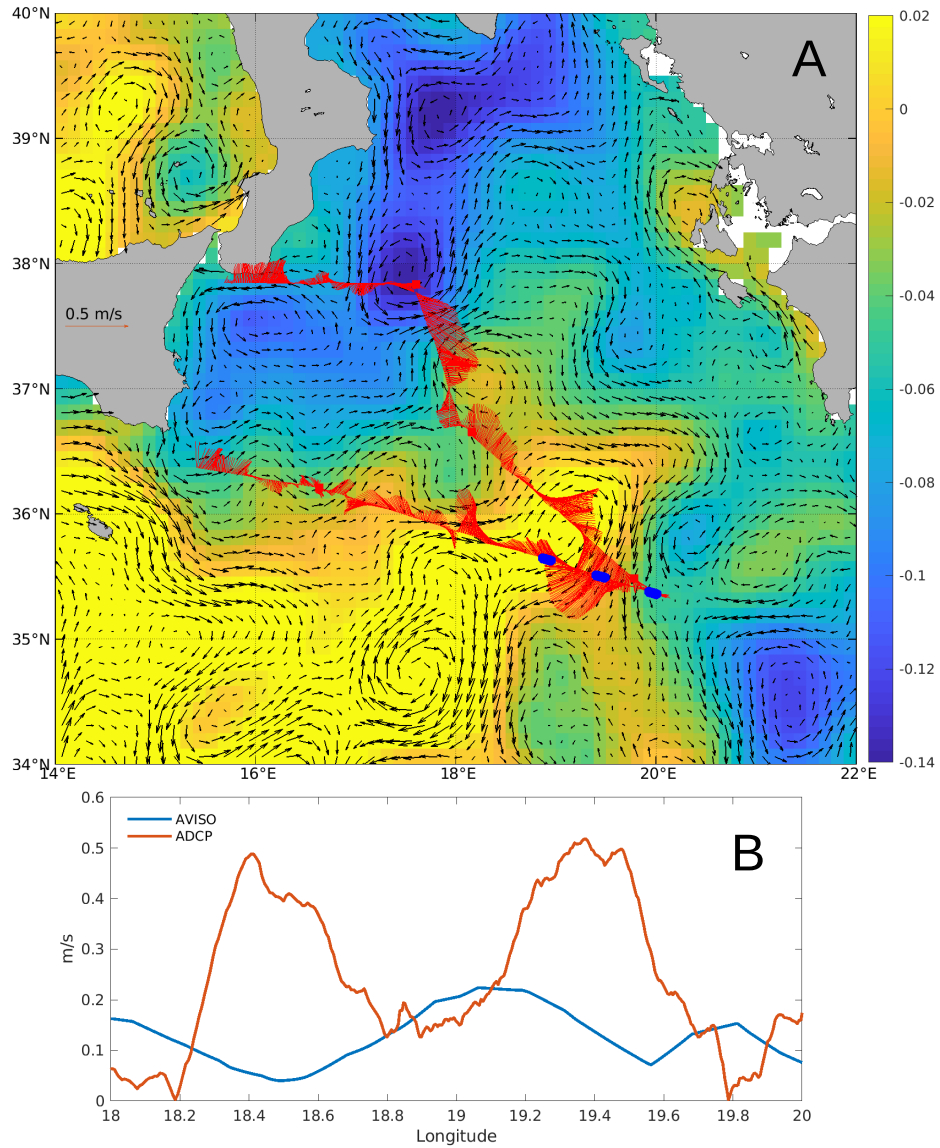 40°N
39°N
38°N
37°N
36°N
35°N
34°N
A
0.5 m/s
14°E
16°E
18°E
20°E
22°E
0.02
0
-0.02
-0.04
-0.06
-0.08
-0.1
-0.12
-0.14
0.6
0.5
0.4
0.3
0.2
0.1
0
m/s
AVISO
ADCP
B
18
18.2
18.4
18.6
18.8
19
19.2
19.4
19.6
19.8
20
Longitude